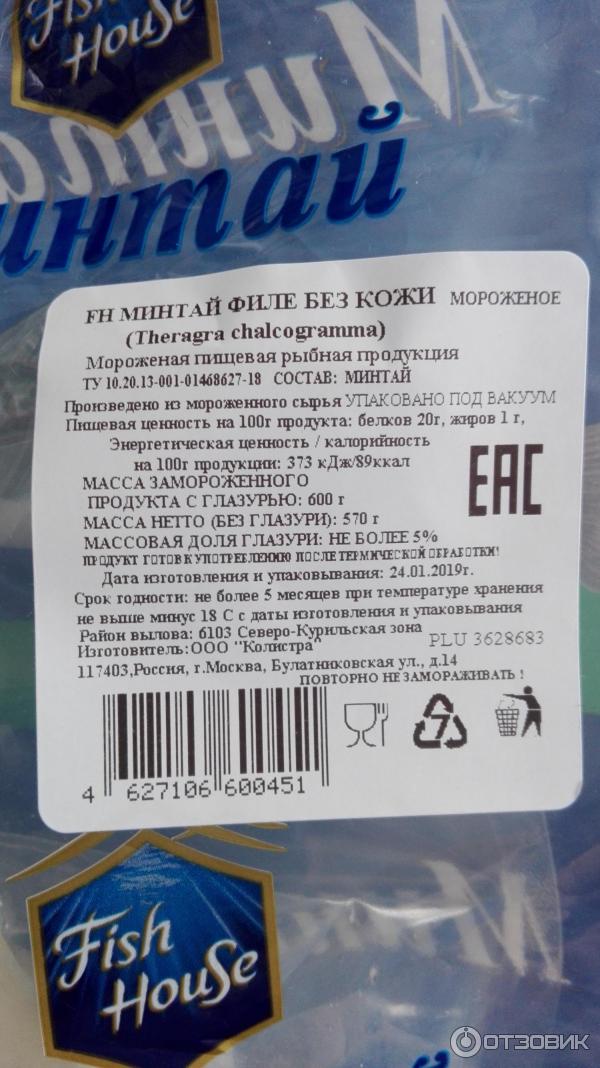 Fish
House
Минта
интай
FH МИНТАЙ ФИЛЕ БЕЗ КОЖИ МОРОЖЕНОЕ
(Theragra chalcogramma)
Мороженая пищевая рыбная продукция
ТУ 10.20.13-001-01468627-18 СОСТАВ: МИНТАЙ
Произведено из мороженного сырья УПАКОВАНО ПОД ВАКУУМ
Пищевая ценность на 100г продукта: белков 20г, жиров 1 г,
Энергетическая ценность / калорийность
на 100г продукции: 373 кДж/89ккал
EAC
МАССА ЗАМОРОЖЕННОГО
ПРОДУКТА С ГЛАЗУРЬЮ: 600 г
МАССА НЕТТО (БЕЗ ГЛАЗУРИ): 570 г
МАССОВАЯ ДОЛЯ ГЛАЗУРИ: НЕ БОЛЕЕ 5%
ПРОДУКТ ГОТОВ К УПОТРЕБЛЕНИЮ ПОСЛЕ ТЕРМИЧЕСКОЙ ОБРАБОТКИ!
Дата изготовления и упаковывания: 24.01.2019г.
Срок годности: не более 5 месяцев при температуре хранения
не выше минус 18 С с даты изготовления и упаковывания
Район вылова: 6103 Северо-Курильская зона
Изготовитель:ООО "Колистра" PLU 3628683
117403,Россия, г.Москва, Булатниковская ул., д.14
ПОВТОРНО НЕ ЗАМОРАЖИВАТЬ !
7
4 627106 600451
Fish
House
ОТЗОВИК